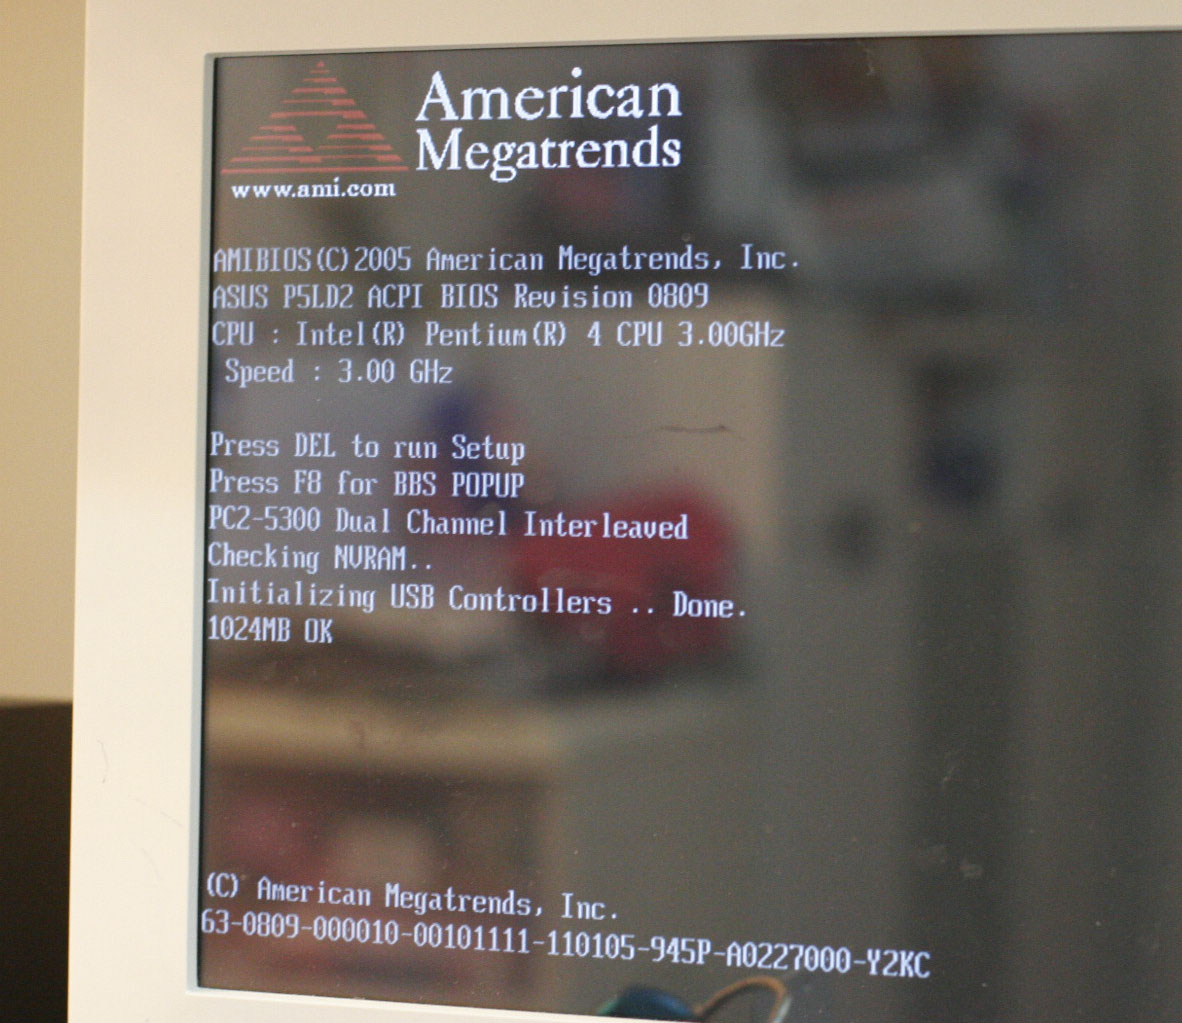 American
Megatrends
www.ami.com
AMIBIOS(C)2005 American Megatrends, Inc.
ASUS P5LD2 ACPI BIOS Revision 0809
CPU : Intel(R) Pentium(R) 4 CPU 3.00GHz
Speed : 3.00 GHz
Press DEL to run Setup
Press F8 for BBS POPUP
PC2-5300 Dual Channel Interleaved
Checking NVRAM..
Initializing USB Controllers .. Done.
1024MB OK
(C) American Megatrends, Inc.
63-0809-000010-00101111-110105-945P-A0227000-Y2KC